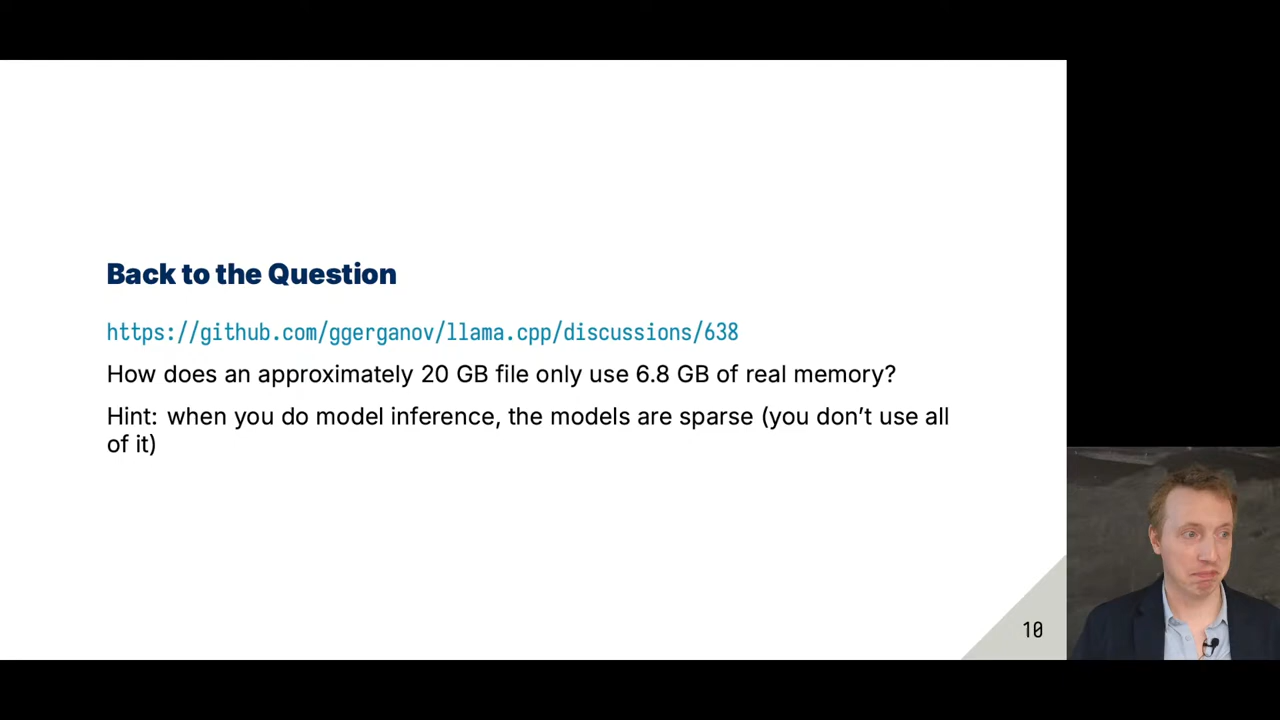 Back to the Question
https://github.com/ggerganov/llama.cpp/discussions/638
How does an approximately 20 GB file only use 6.8 GB of real memory?
Hint: when you do model inference, the models are sparse (you don’t use all
of it)
10